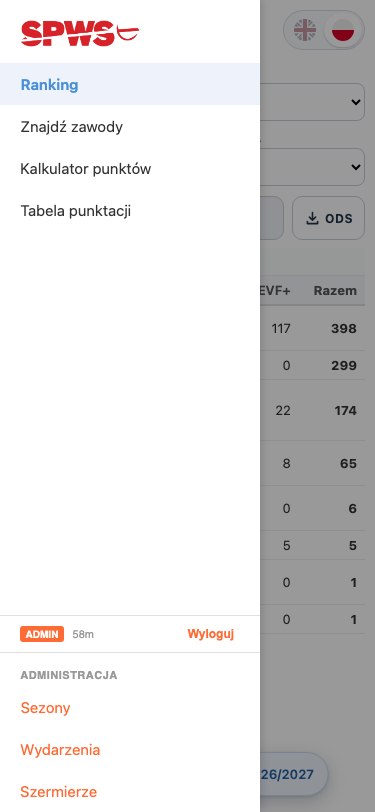 SPWS
Ranking
Znajdź zawody
Kalkulator punktów
Tabela punktacji
ODS
EVF+ Razem
117 398
0 299
22 174
8 65
0 6
5 5
0 1
0 1
ADMIN 58m Wyloguj
ADMINISTRACJA
Sezony
Wydarzenia
26/2027
Szermierze